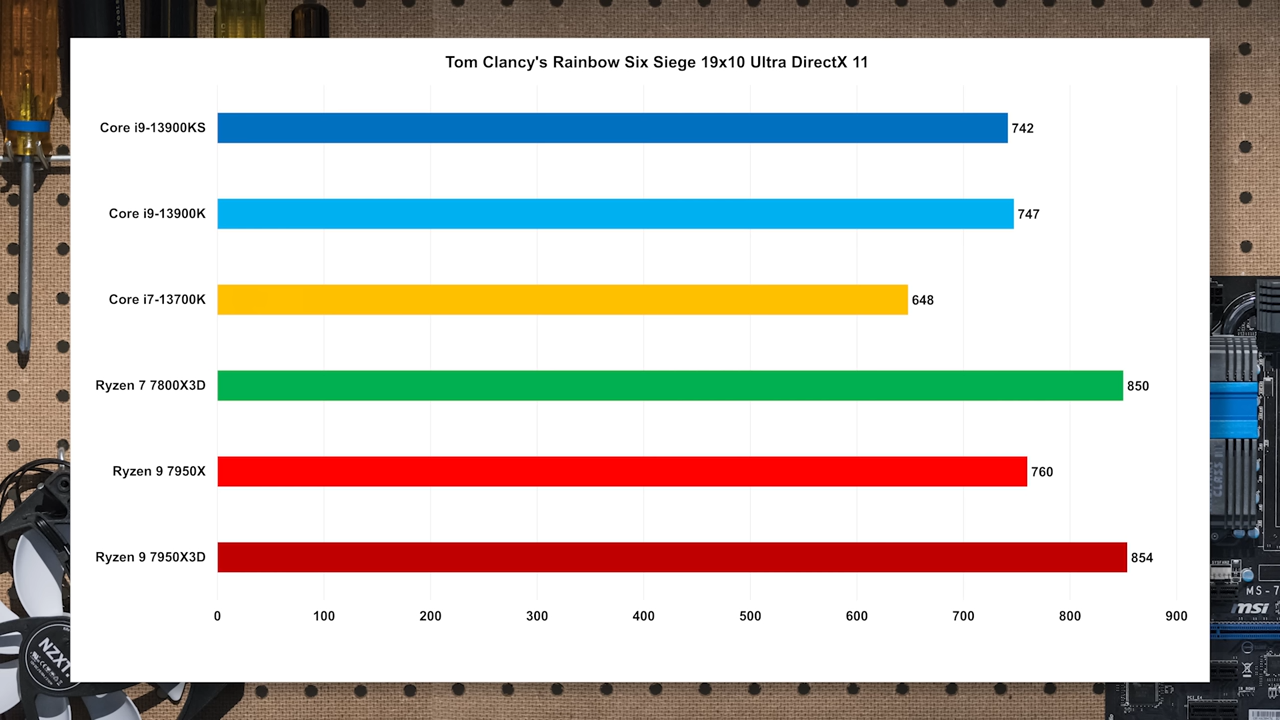 Tom Clancy's Rainbow Six Siege 19x10 Ultra DirectX 11
Core i9-13900KS 742
Core i9-13900K 747
Core i7-13700K 648
Ryzen 7 7800X3D 850
Ryzen 9 7950X 760
Ryzen 9 7950X3D 854
0 100 200 300 400 500 600 700 800 900
NZXT
MS-7
msi